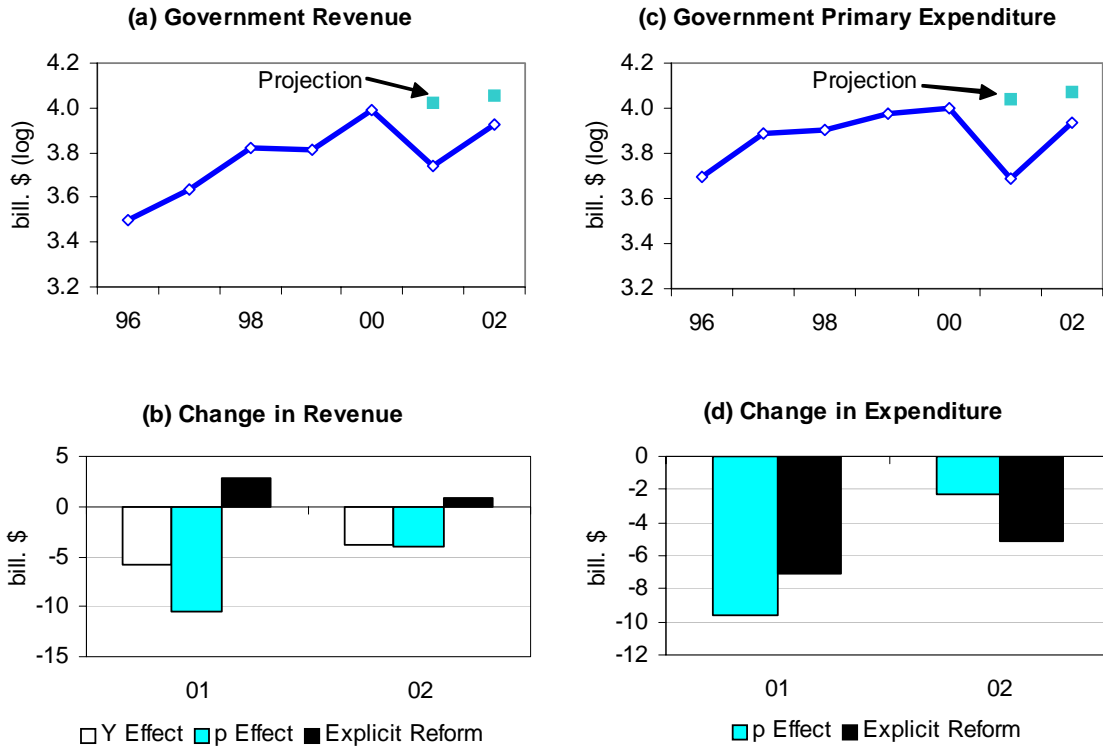 (a) Government Revenue
4.2
4.0
3.8
3.6
3.4
3.2
bill. $ (log)
Projection
96 98 00 02
(c) Government Primary Expenditure
4.2
4.0
3.8
3.6
3.4
3.2
bill. $ (log)
Projection
96 98 00 02
(b) Change in Revenue
5
0
-5
-10
-15
bill. $
01 02
Y Effect p Effect Explicit Reform
(d) Change in Expenditure
0
-2
-4
-6
-8
-10
-12
bill. $
01 02
p Effect Explicit Reform